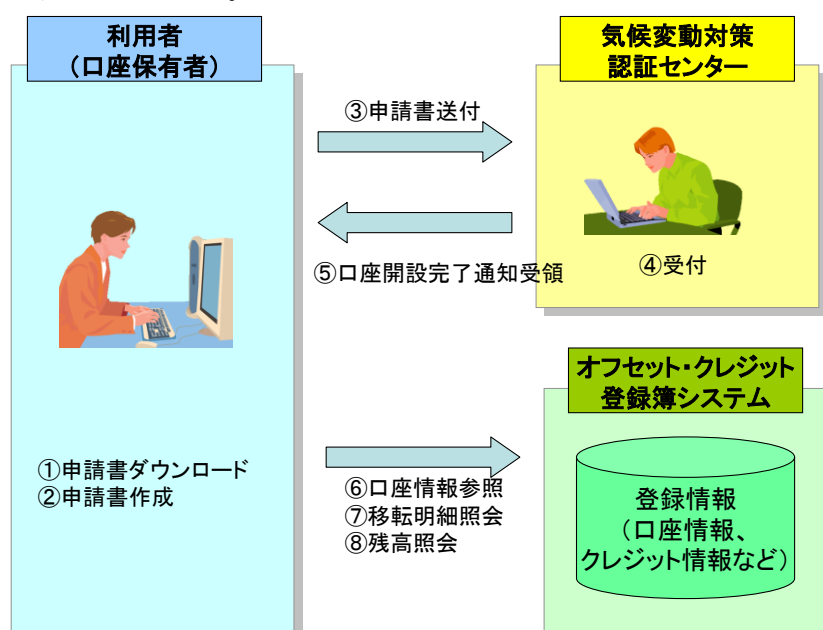 利用者
（口座保有者）
気候変動対策
認証センター
③申請書送付
⑤口座開設完了通知受領
④受付
オフセット・クレジット
登録簿システム
①申請書ダウンロード
②申請書作成
⑥口座情報参照
⑦移転明細照会
⑧残高照会
登録情報
（口座情報、
クレジット情報など）